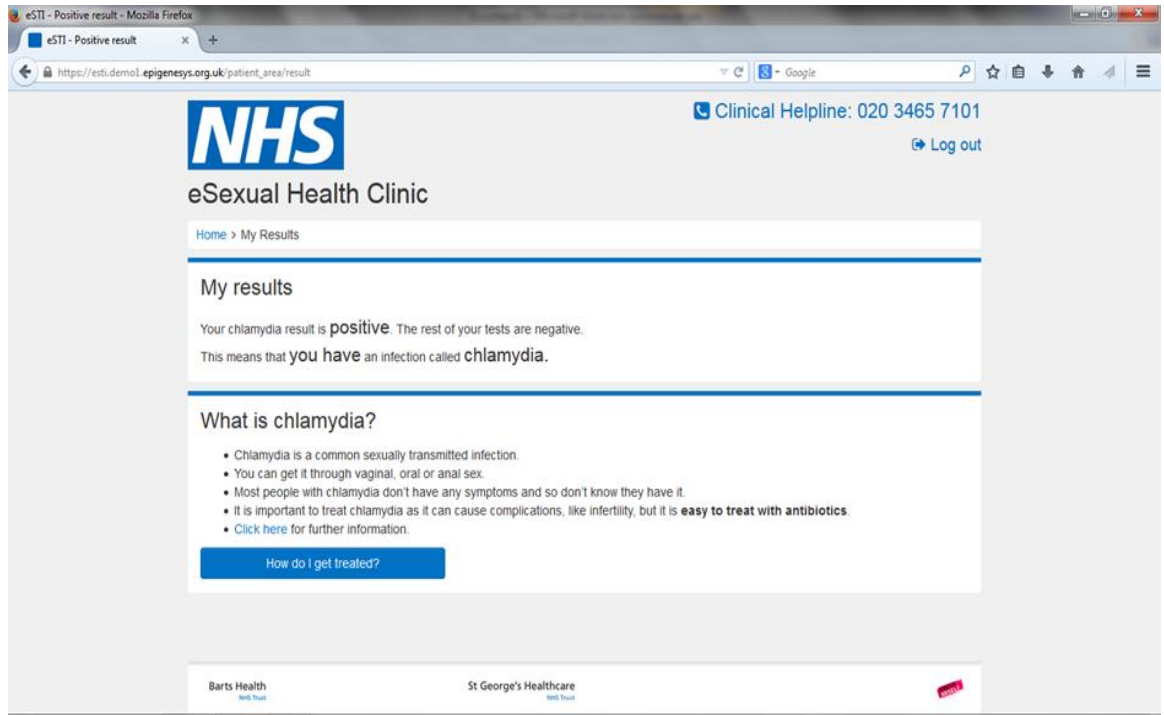 eSTI - Positive result - Mozilla Firefox
eSTI - Positive result × +
https://esti.demo1.epigenesys.org.uk/patient_area/result
8 - Google
NHS
Clinical Helpline: 020 3465 7101
Log out
eSexual Health Clinic
Home > My Results
My results
Your chlamydia result is positive. The rest of your tests are negative.
This means that you have an infection called chlamydia.
What is chlamydia?
• Chlamydia is a common sexually transmitted infection.
• You can get it through vaginal, oral or anal sex.
• Most people with chlamydia don't have any symptoms and so don't know they have it.
• It is important to treat chlamydia as it can cause complications, like infertility, but it is easy to treat with antibiotics.
• Click here for further information.
How do I get treated?
Barts Health
NHS Trust
St George's Healthcare
NHS Trust